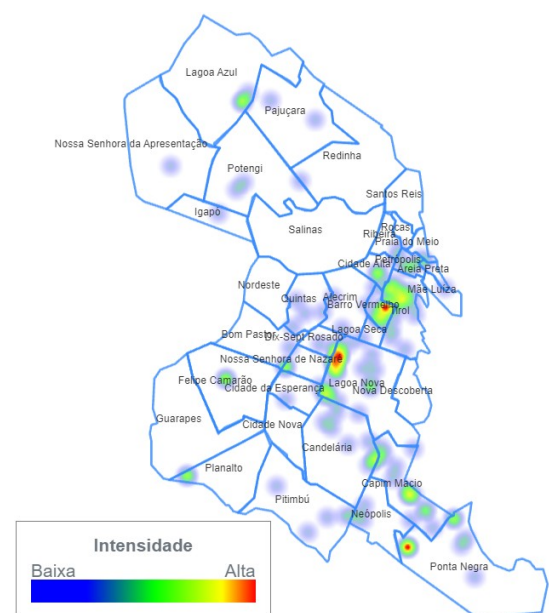 Lagoa Azul
Pajuçara
Nossa Senhora da Apresentação
Redinha
Potengi
Santos Reis
Igapó
Rocas
Salinas
Ribeira
Praia do Meio
Petrópolis
Cidade Alta
Areia Preta
Nordeste
Mãe Luiza
Quintas
Alecrim
Barro Vermelho
Tirol
Lagoa Seca
Bom Pastor
Dix-Sept Rosado
Nossa Senhora de Nazaré
Felipe Camarão
Lagoa Nova
Cidade da Esperança
Nova Descoberta
Guarapes
Cidade Nova
Candelária
Planalto
Capim Macio
Pitimbú
Neópolis
Ponta Negra
Intensidade
Baixa Alta